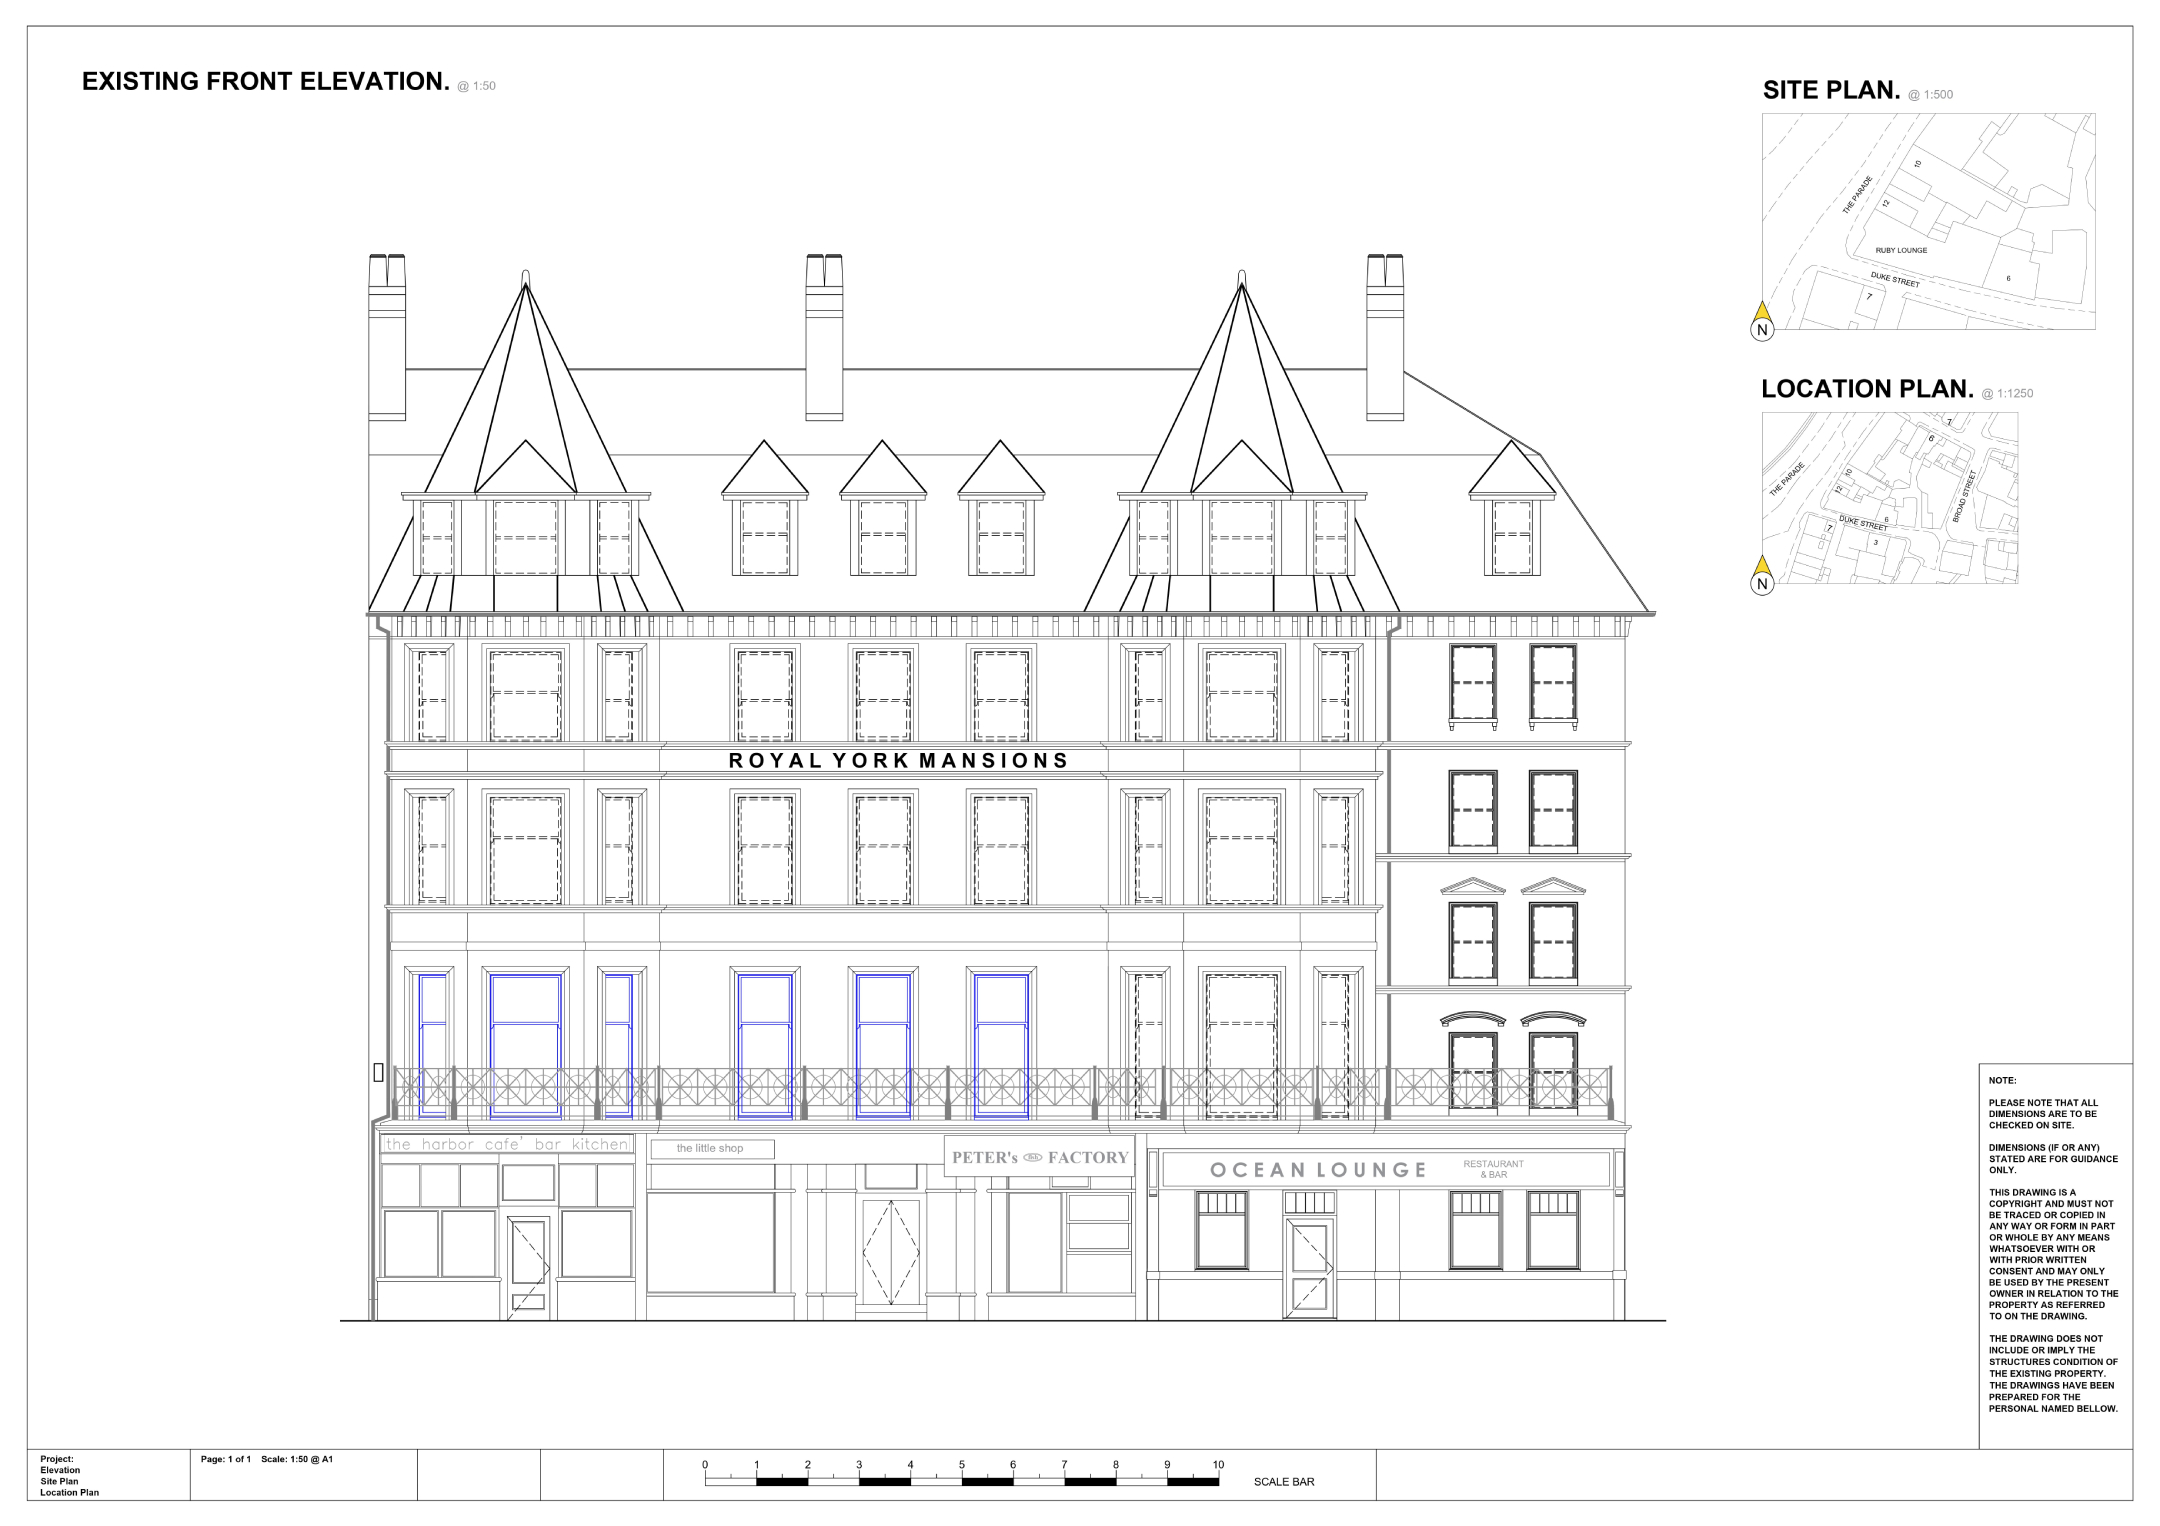 EXISTING FRONT ELEVATION. @ 1:50
SITE PLAN. @ 1:500
10
THE PARADE
12
RUBY LOUNGE
DUKE STREET
6
7
N
LOCATION PLAN. @ 1:1250
7
6
THE PARADE
10
12
BROAD STREET
DUKE STREET
6
7
3
N
ROYAL YORK MANSIONS
the harbor cafe' bar kitchen
the little shop
PETER's fish FACTORY
OCEAN LOUNGE
RESTAURANT
& BAR
NOTE:
PLEASE NOTE THAT ALL
DIMENSIONS ARE TO BE
CHECKED ON SITE.
DIMENSIONS (IF OR ANY)
STATED ARE FOR GUIDANCE
ONLY.
THIS DRAWING IS A
COPYRIGHT AND MUST NOT
BE TRACED OR COPIED IN
ANY WAY OR FORM IN PART
OR WHOLE BY ANY MEANS
WHATSOEVER WITH OR
WITH PRIOR WRITTEN
CONSENT AND MAY ONLY
BE USED BY THE PRESENT
OWNER IN RELATION TO THE
PROPERTY AS REFERRED
TO ON THE DRAWING.
THE DRAWING DOES NOT
INCLUDE OR IMPLY THE
STRUCTURES CONDITION OF
THE EXISTING PROPERTY.
THE DRAWINGS HAVE BEEN
PREPARED FOR THE
PERSONAL NAMED BELLOW.
Project:
Elevation
Site Plan
Location Plan
Page: 1 of 1 Scale: 1:50 @ A1
0 1 2 3 4 5 6 7 8 9 10
SCALE BAR